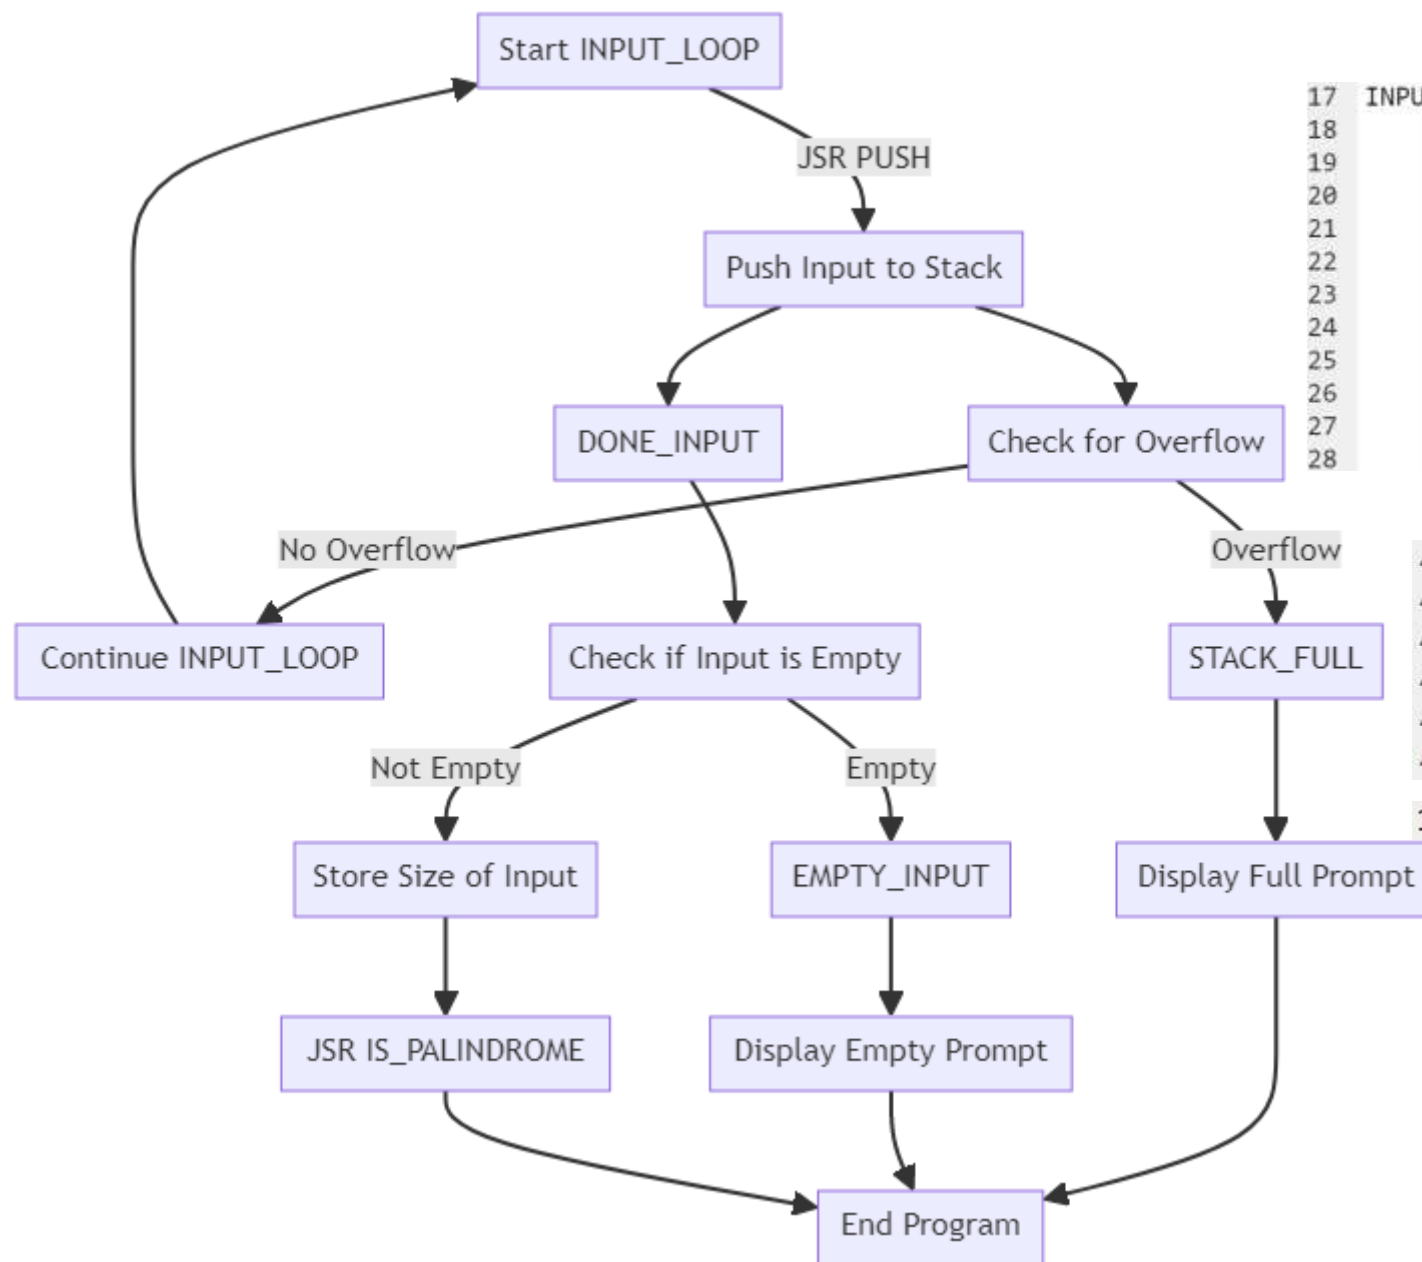 Start INPUT_LOOP
17 INPU
JSR PUSH
18
19
20
21
22
23
24
25
26
27
28
Push Input to Stack
DONE_INPUT
Check for Overflow
No Overflow
Overflow
Continue INPUT_LOOP
Check if Input is Empty
STACK_FULL
Not Empty
Empty
Store Size of Input
EMPTY_INPUT
Display Full Prompt
JSR IS_PALINDROME
Display Empty Prompt
End Program